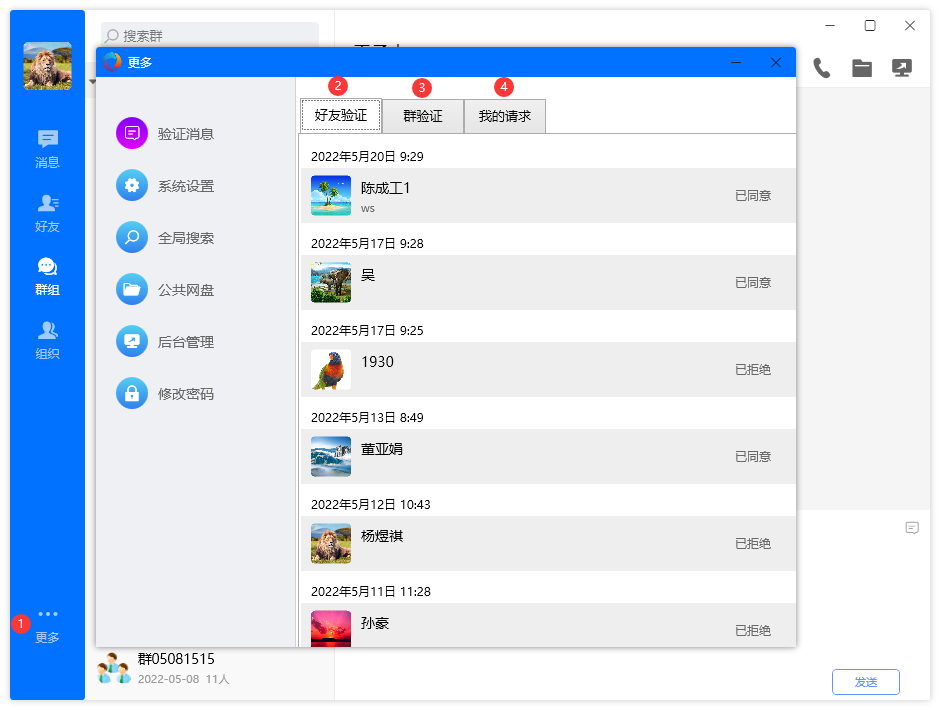 搜索群
更多
消息
好友
群组
组织
1
更多
验证消息
系统设置
全局搜索
公共网盘
后台管理
修改密码
2
3
4
好友验证
群验证
我的请求
2022年5月20日 9:29
陈成工1
ws
已同意
2022年5月17日 9:28
吴
已同意
2022年5月17日 9:25
1930
已拒绝
2022年5月13日 8:49
董亚娟
已同意
2022年5月12日 10:43
杨煜祺
已拒绝
2022年5月11日 11:28
孙豪
已拒绝
群05081515
2022-05-08 11人
发送